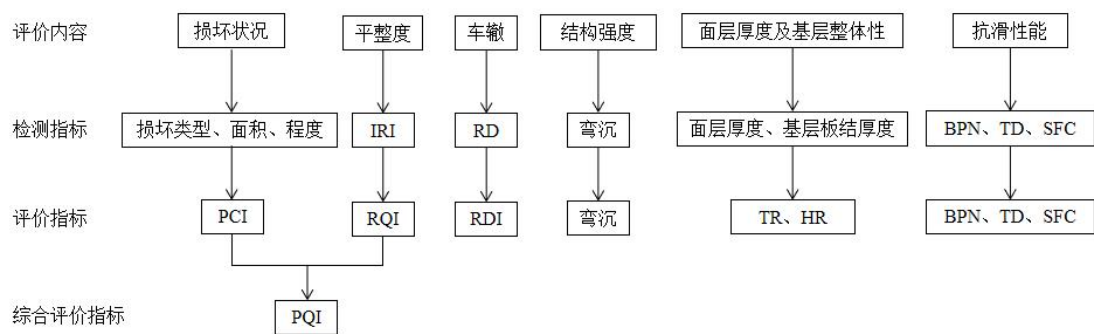 评价内容 损坏状况 平整度 车辙 结构强度 面层厚度及基层整体性 抗滑性能
检测指标 损坏类型、面积、程度 IRI RD 弯沉 面层厚度、基层板结厚度 BPN、TD、SFC
评价指标 PCI RQI RDI 弯沉 TR、HR BPN、TD、SFC
综合评价指标 PQI